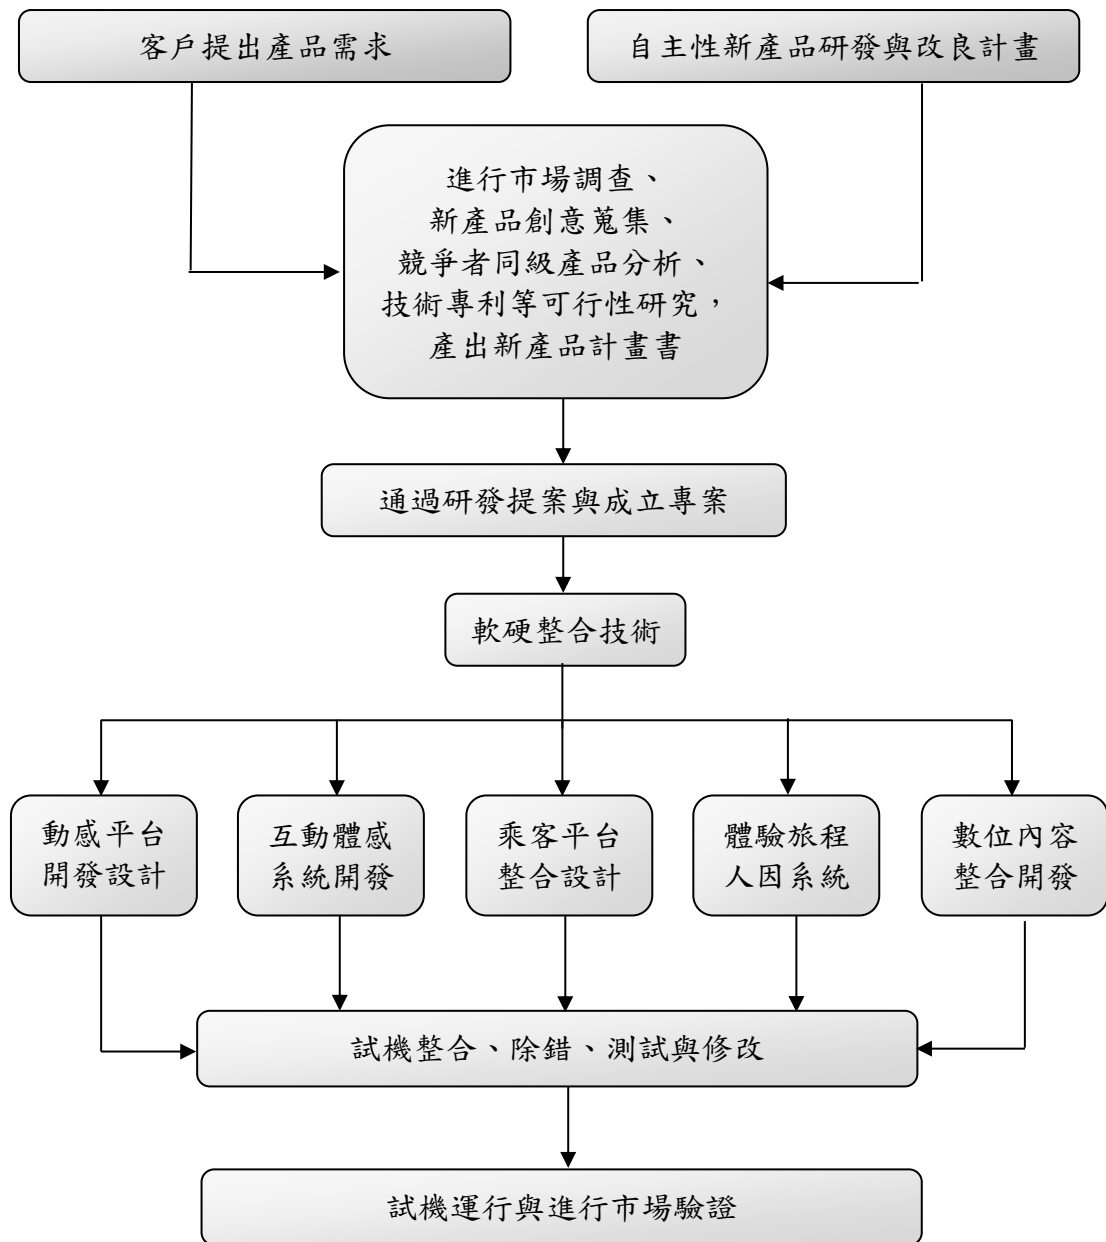 客戶提出產品需求
自主性新產品研發與改良計畫
進行市場調查、
新產品創意蒐集、
競爭者同級產品分析、
技術專利等可行性研究，
產出新產品計畫書
通過研發提案與成立專案
軟硬整合技術
動感平台
開發設計
互動體感
系統開發
乘客平台
整合設計
體驗旅程
人因系統
數位內容
整合開發
試機整合、除錯、測試與修改
試機運行與進行市場驗證